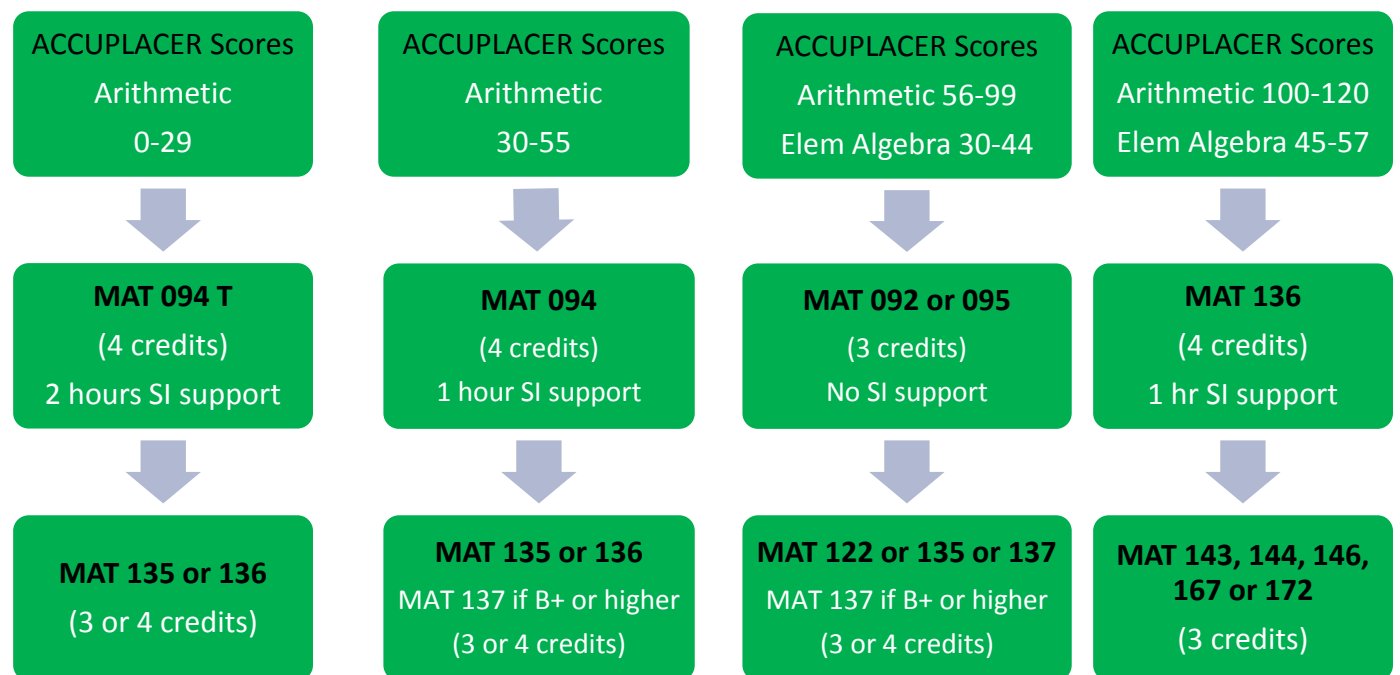 ACCUPLACER Scores
Arithmetic
0-29
ACCUPLACER Scores
Arithmetic
30-55
ACCUPLACER Scores
Arithmetic 56-99
Elem Algebra 30-44
ACCUPLACER Scores
Arithmetic 100-120
Elem Algebra 45-57
MAT 094 T
(4 credits)
2 hours SI support
MAT 094
(4 credits)
1 hour SI support
MAT 092 or 095
(3 credits)
No SI support
MAT 136
(4 credits)
1 hr SI support
MAT 135 or 136
(3 or 4 credits)
MAT 135 or 136
MAT 137 if B+ or higher
(3 or 4 credits)
MAT 122 or 135 or 137
MAT 137 if B+ or higher
(3 or 4 credits)
MAT 143, 144, 146,
167 or 172
(3 credits)